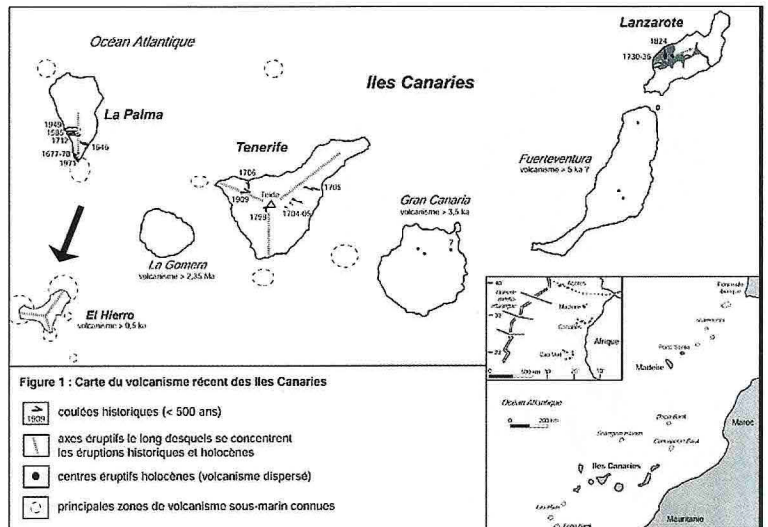 Océan Atlantique
Iles Canaries
Lanzarote
1824
1730-36
La Palma
1949
1585
1712
1646
1677-78
1971
Tenerife
1706
1909
Teide
1798
1704-05
1705
Fuerteventura
volcanisme > 5 ka ?
Gran Canaria
volcanisme > 3,5 ka
?
La Gomera
volcanisme > 2,35 Ma
El Hierro
volcanisme > 0,5 ka
Figure 1 : Carte du volcanisme récent des Iles Canaries
1909
coulées historiques (< 500 ans)
axes éruptifs le long desquels se concentrent
les éruptions historiques et holocènes
centres éruptifs holocènes (volcanisme dispersé)
principales zones de volcanisme sous-marin connues
Açores
Madeire
Canaries
Cap Vert
Afrique
500 km
Madeire
Porto Santo
Océan Atlantique
200 km
Maroc
Iles Canaries
Mauritanie